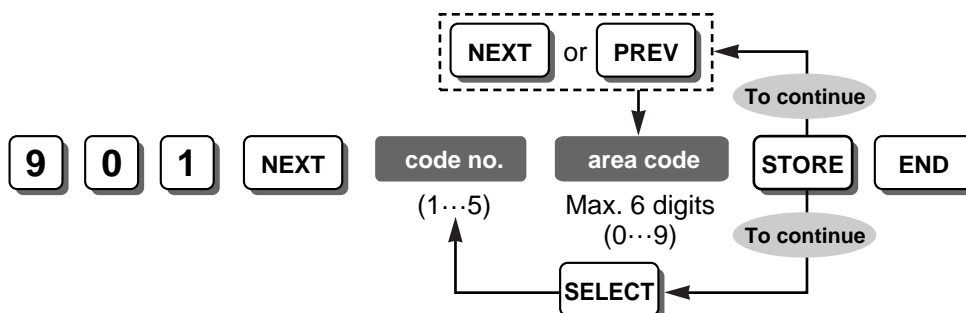 NEXT or PREV
To continue
9 0 1 NEXT code no. area code STORE END
(1···5) Max. 6 digits
(0···9) To continue
SELECT